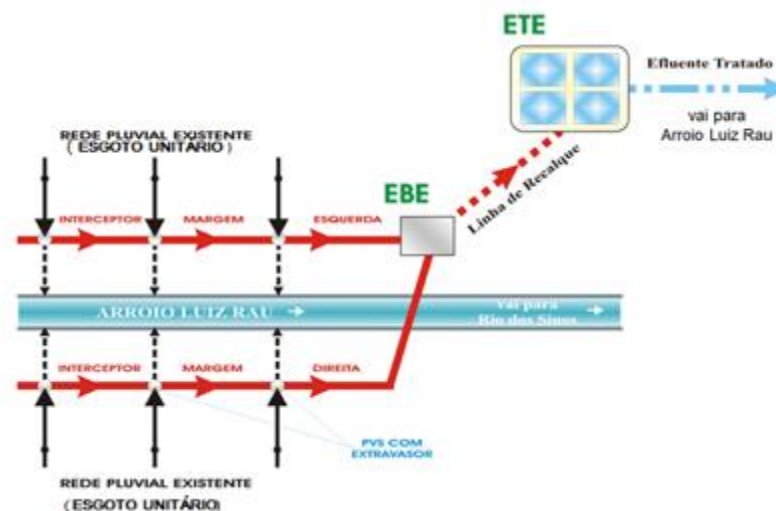 ETE
Efluente Tratado
vai para
Arroio Luiz Rau
REDE PLUVIAL EXISTENTE
( ESGOTO UNITÁRIO )
EBE
Linha de Recalque
INTERCEPTOR MARGEM ESQUERDA
ARROIO LUIZ RAU
vai para
Rio dos Sinos
INTERCEPTOR MARGEM DIREITA
PVS COM
EXTRAVASOR
REDE PLUVIAL EXISTENTE
(ESGOTO UNITÁRIO)